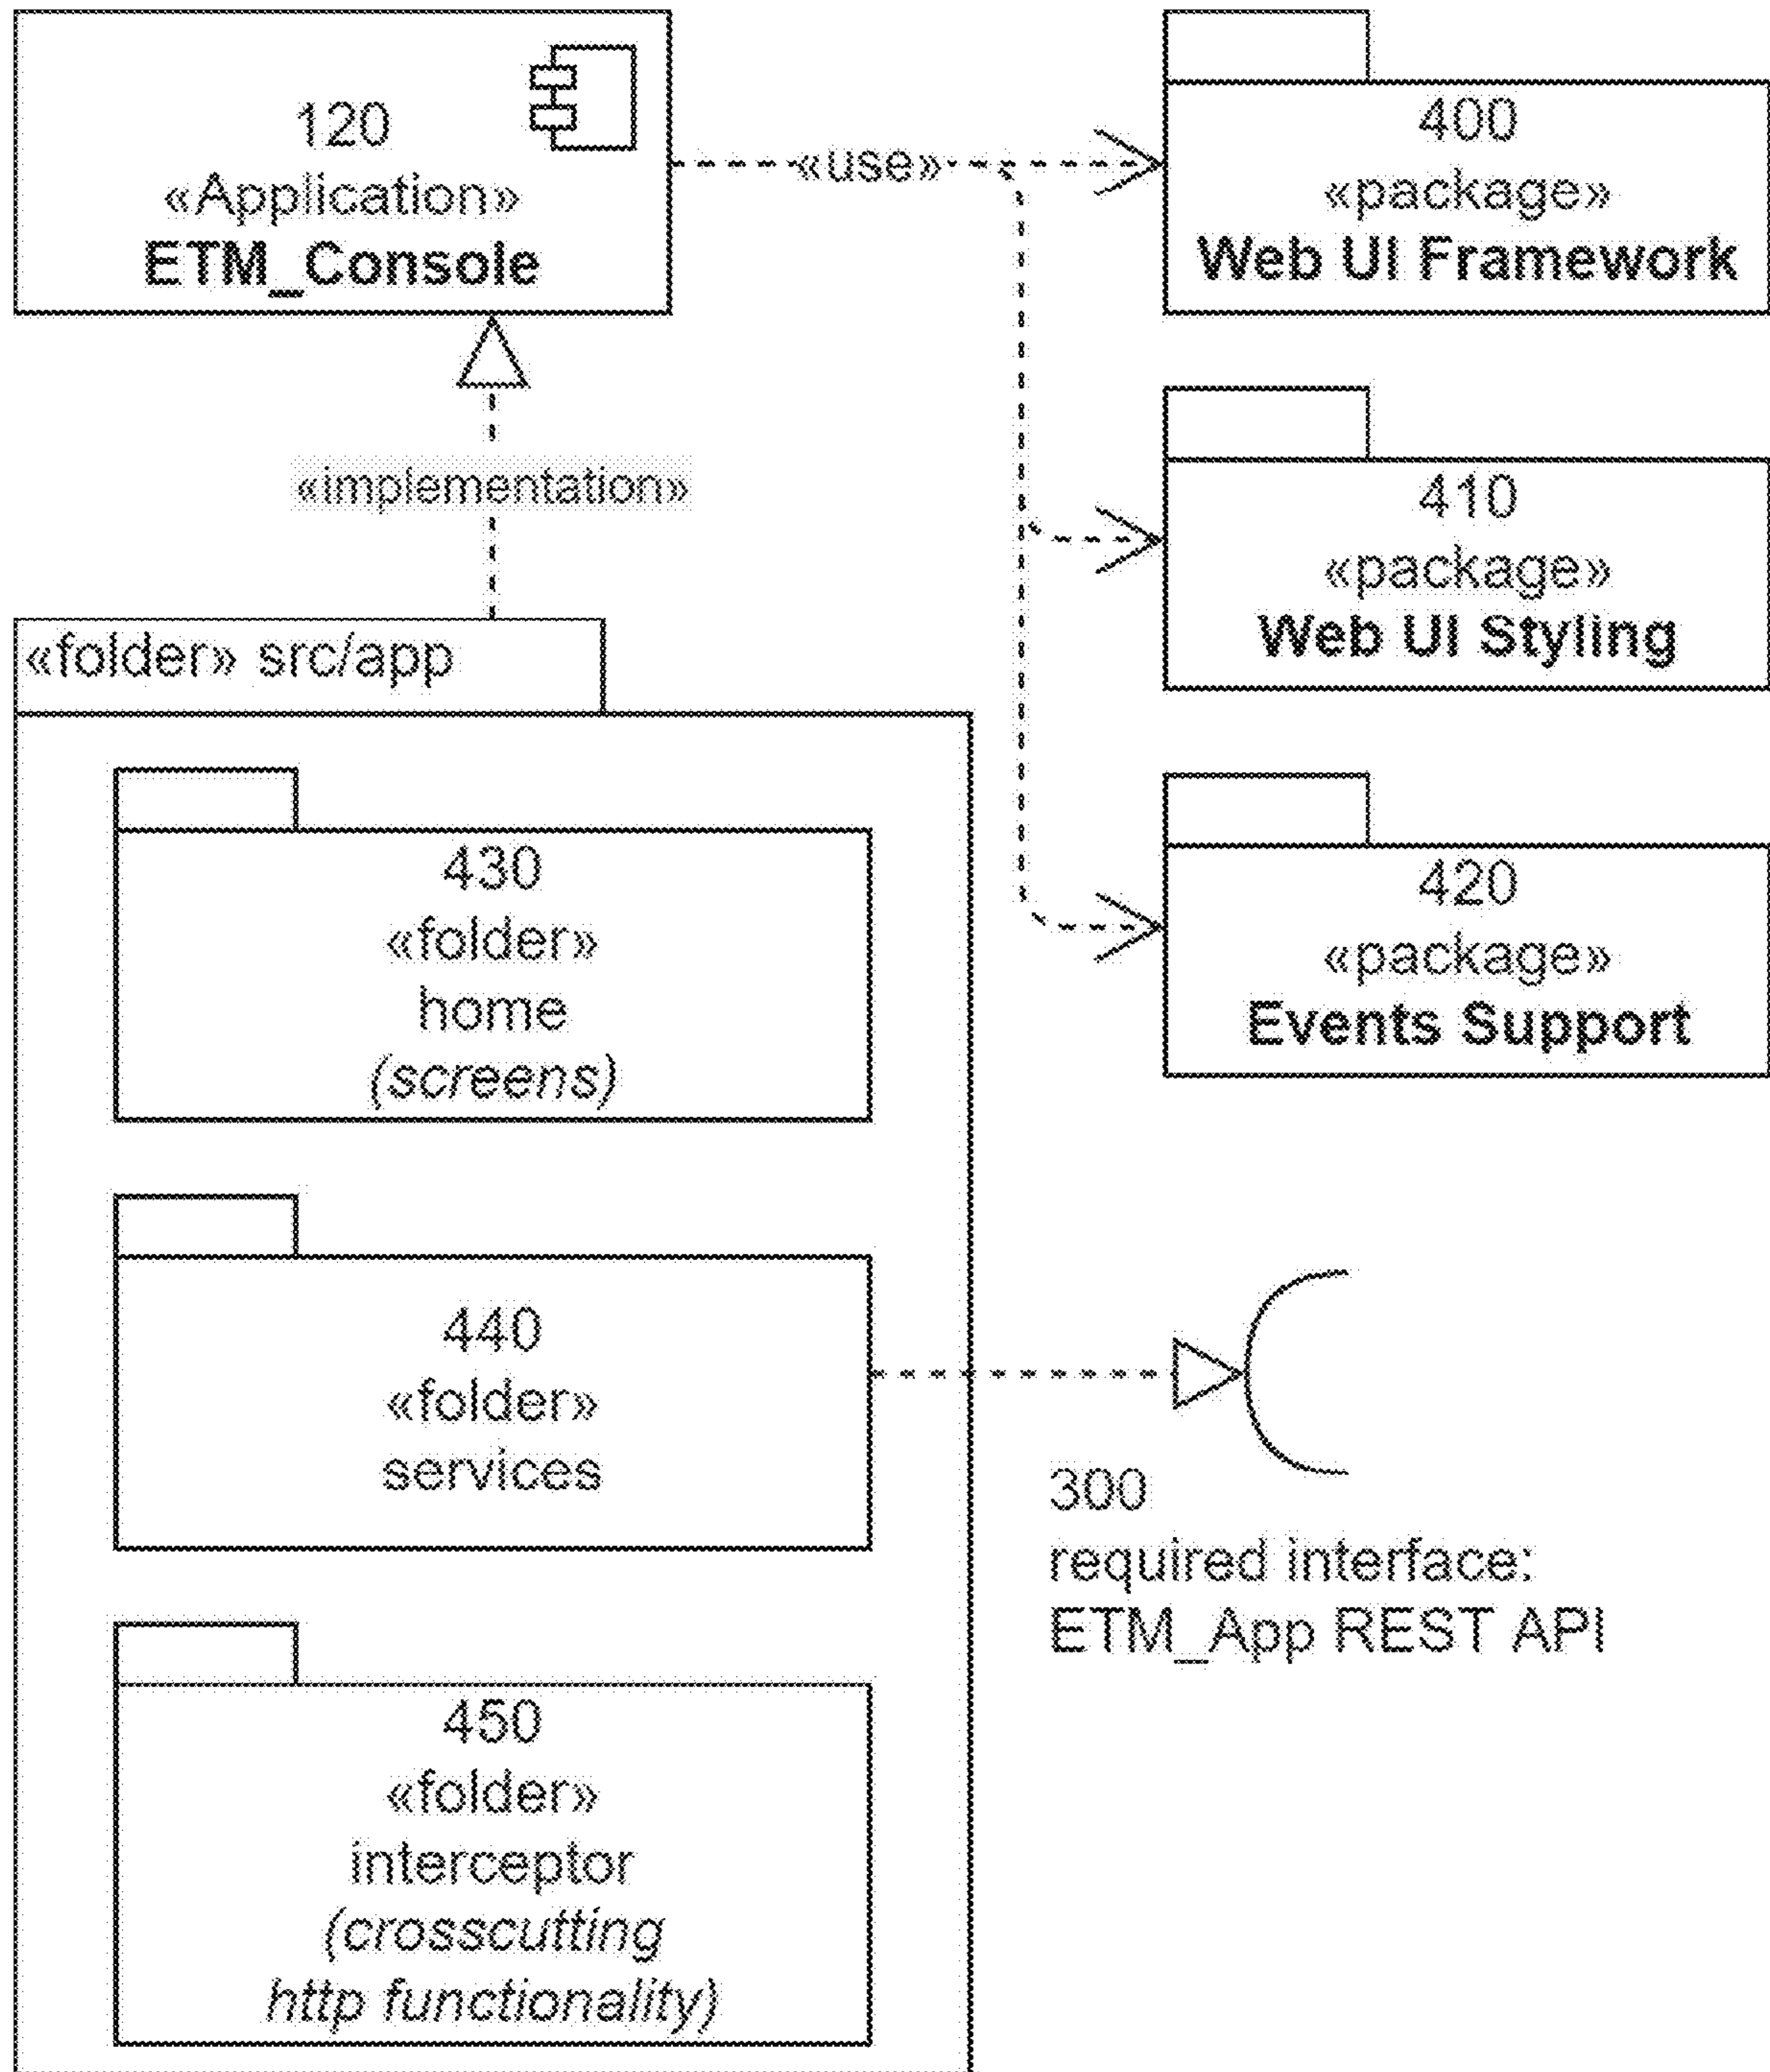 120
«Application»
ETM_Console
«use»
400
«package»
Web UI Framework
«implementation»
410
«package»
Web UI Styling
«folder» src/app
420
«package»
Events Support
430
«folder»
home
(screens)
440
«folder»
services
300
required interface:
ETM_App REST API
450
«folder»
interceptor
(crosscutting
http functionality)